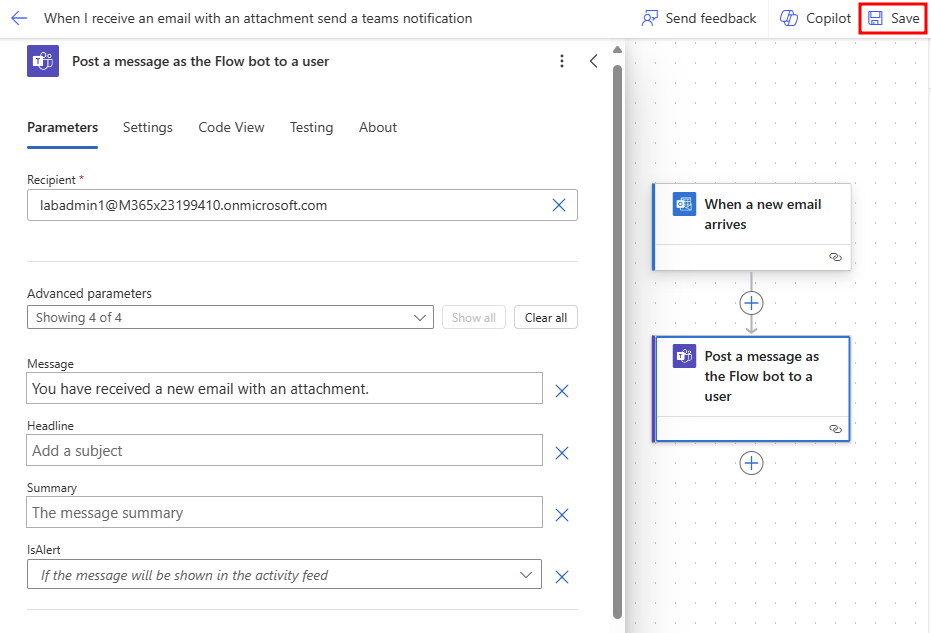 When I receive an email with an attachment send a teams notification
Send feedback
Copilot
Save
Post a message as the Flow bot to a user
Parameters
Settings
Code View
Testing
About
Recipient *
labadmin1@M365x23199410.onmicrosoft.com
Advanced parameters
Showing 4 of 4
Show all
Clear all
Message
You have received a new email with an attachment.
Headline
Add a subject
Summary
The message summary
IsAlert
If the message will be shown in the activity feed
When a new email
arrives
Post a message as
the Flow bot to a
user